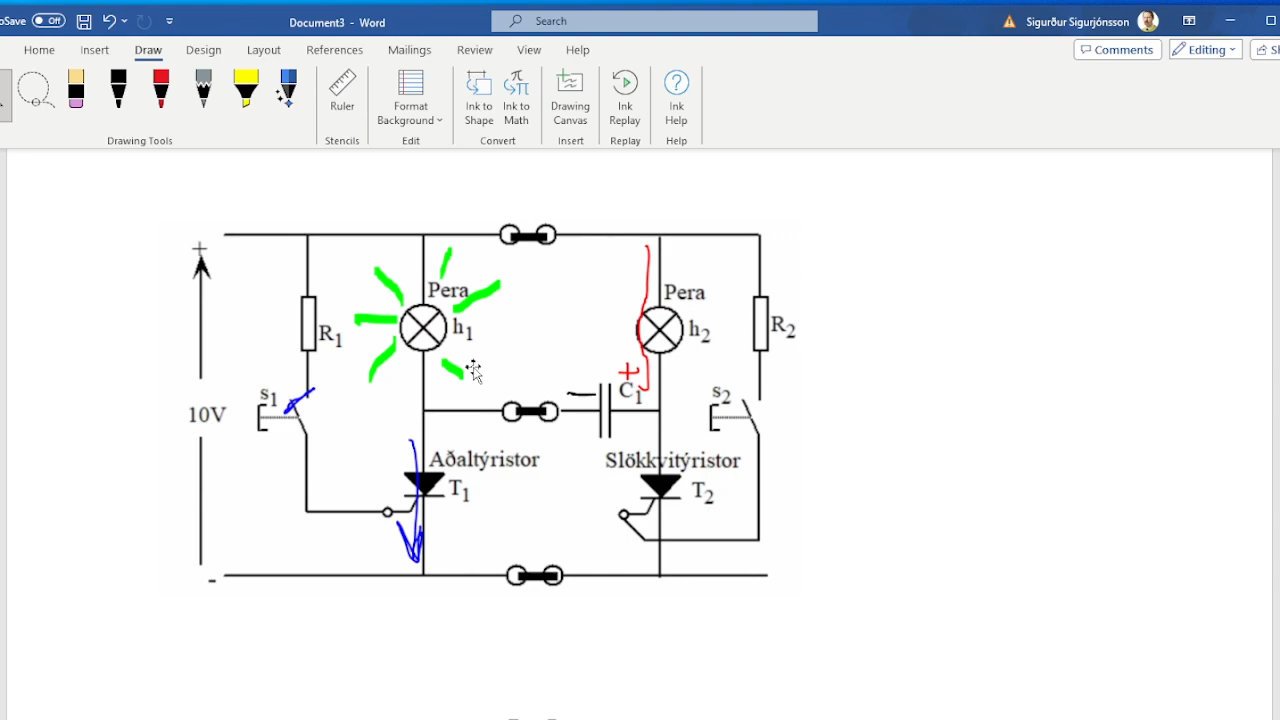 oSave Off
Document3 - Word
Search
Sigurður Sigurjónsson
Home Insert Draw Design Layout References Mailings Review View Help
Comments Editing Sh
Ruler
Format Background
Ink to Shape
Ink to Math
Drawing Canvas
Ink Replay
Ink Help
Drawing Tools Stencils Edit Convert Insert Replay Help
+
Pera
h1
Pera
h2
R1
R2
+
C1
−
s1
s2
10V
Aðaltýristor
T1
Slökkvitýristor
T2
-